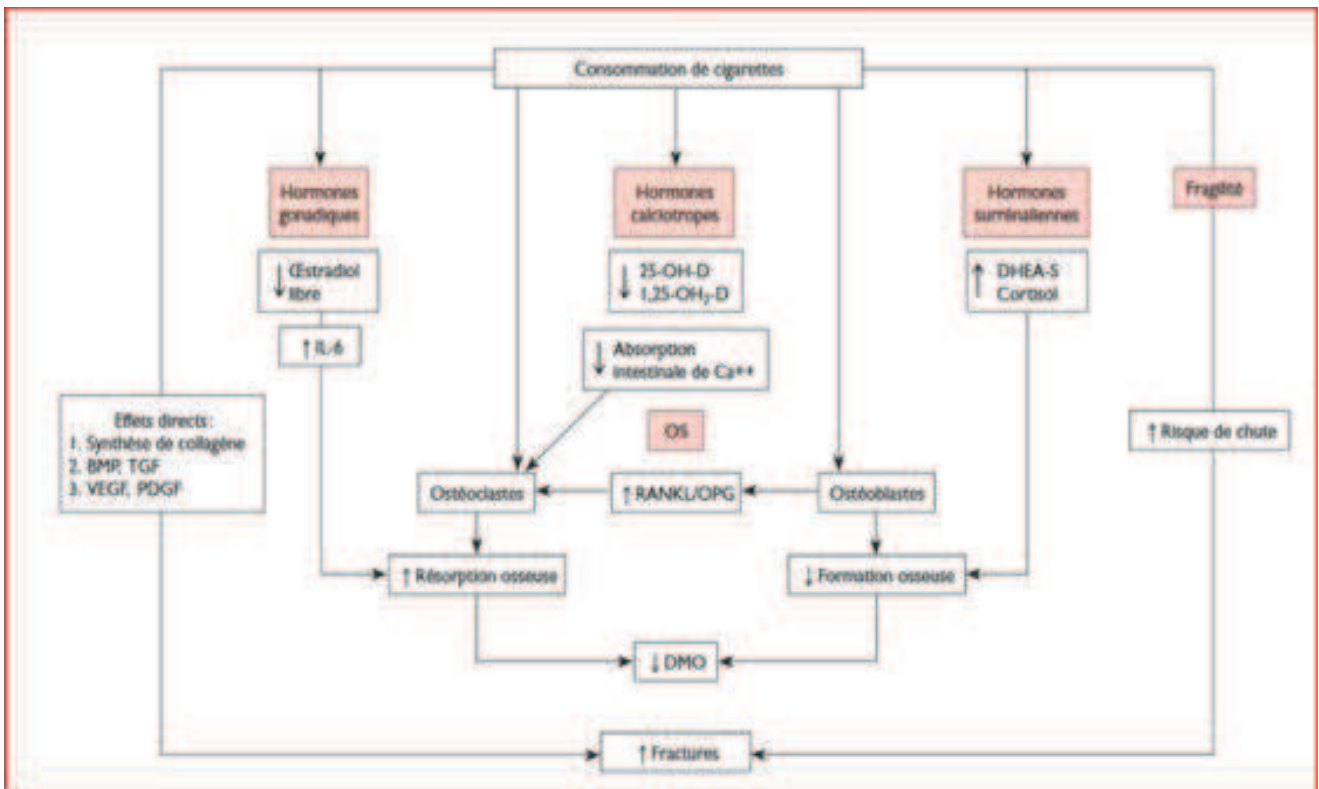 Consommation de cigarettes
Hormones
gonadiques
Hormones
calciotropes
Hormones
surrénaliennes
Fragilité
↓ Œstradiol
libre
↓ 25-OH-D
1,25-OH₂-D
↑ DHEA-S
Cortisol
↑ IL-6
↓ Absorption
intestinale de Ca++
Effets directs:
1. Synthèse de collagène
2. BMP, TGF
3. VEGF, PDGF
OS
↑ Risque de chute
Ostéoclastes
↑ RANKL/OPG
Ostéoblastes
↑ Résorption osseuse
↓ Formation osseuse
↓ DMO
↑ Fractures